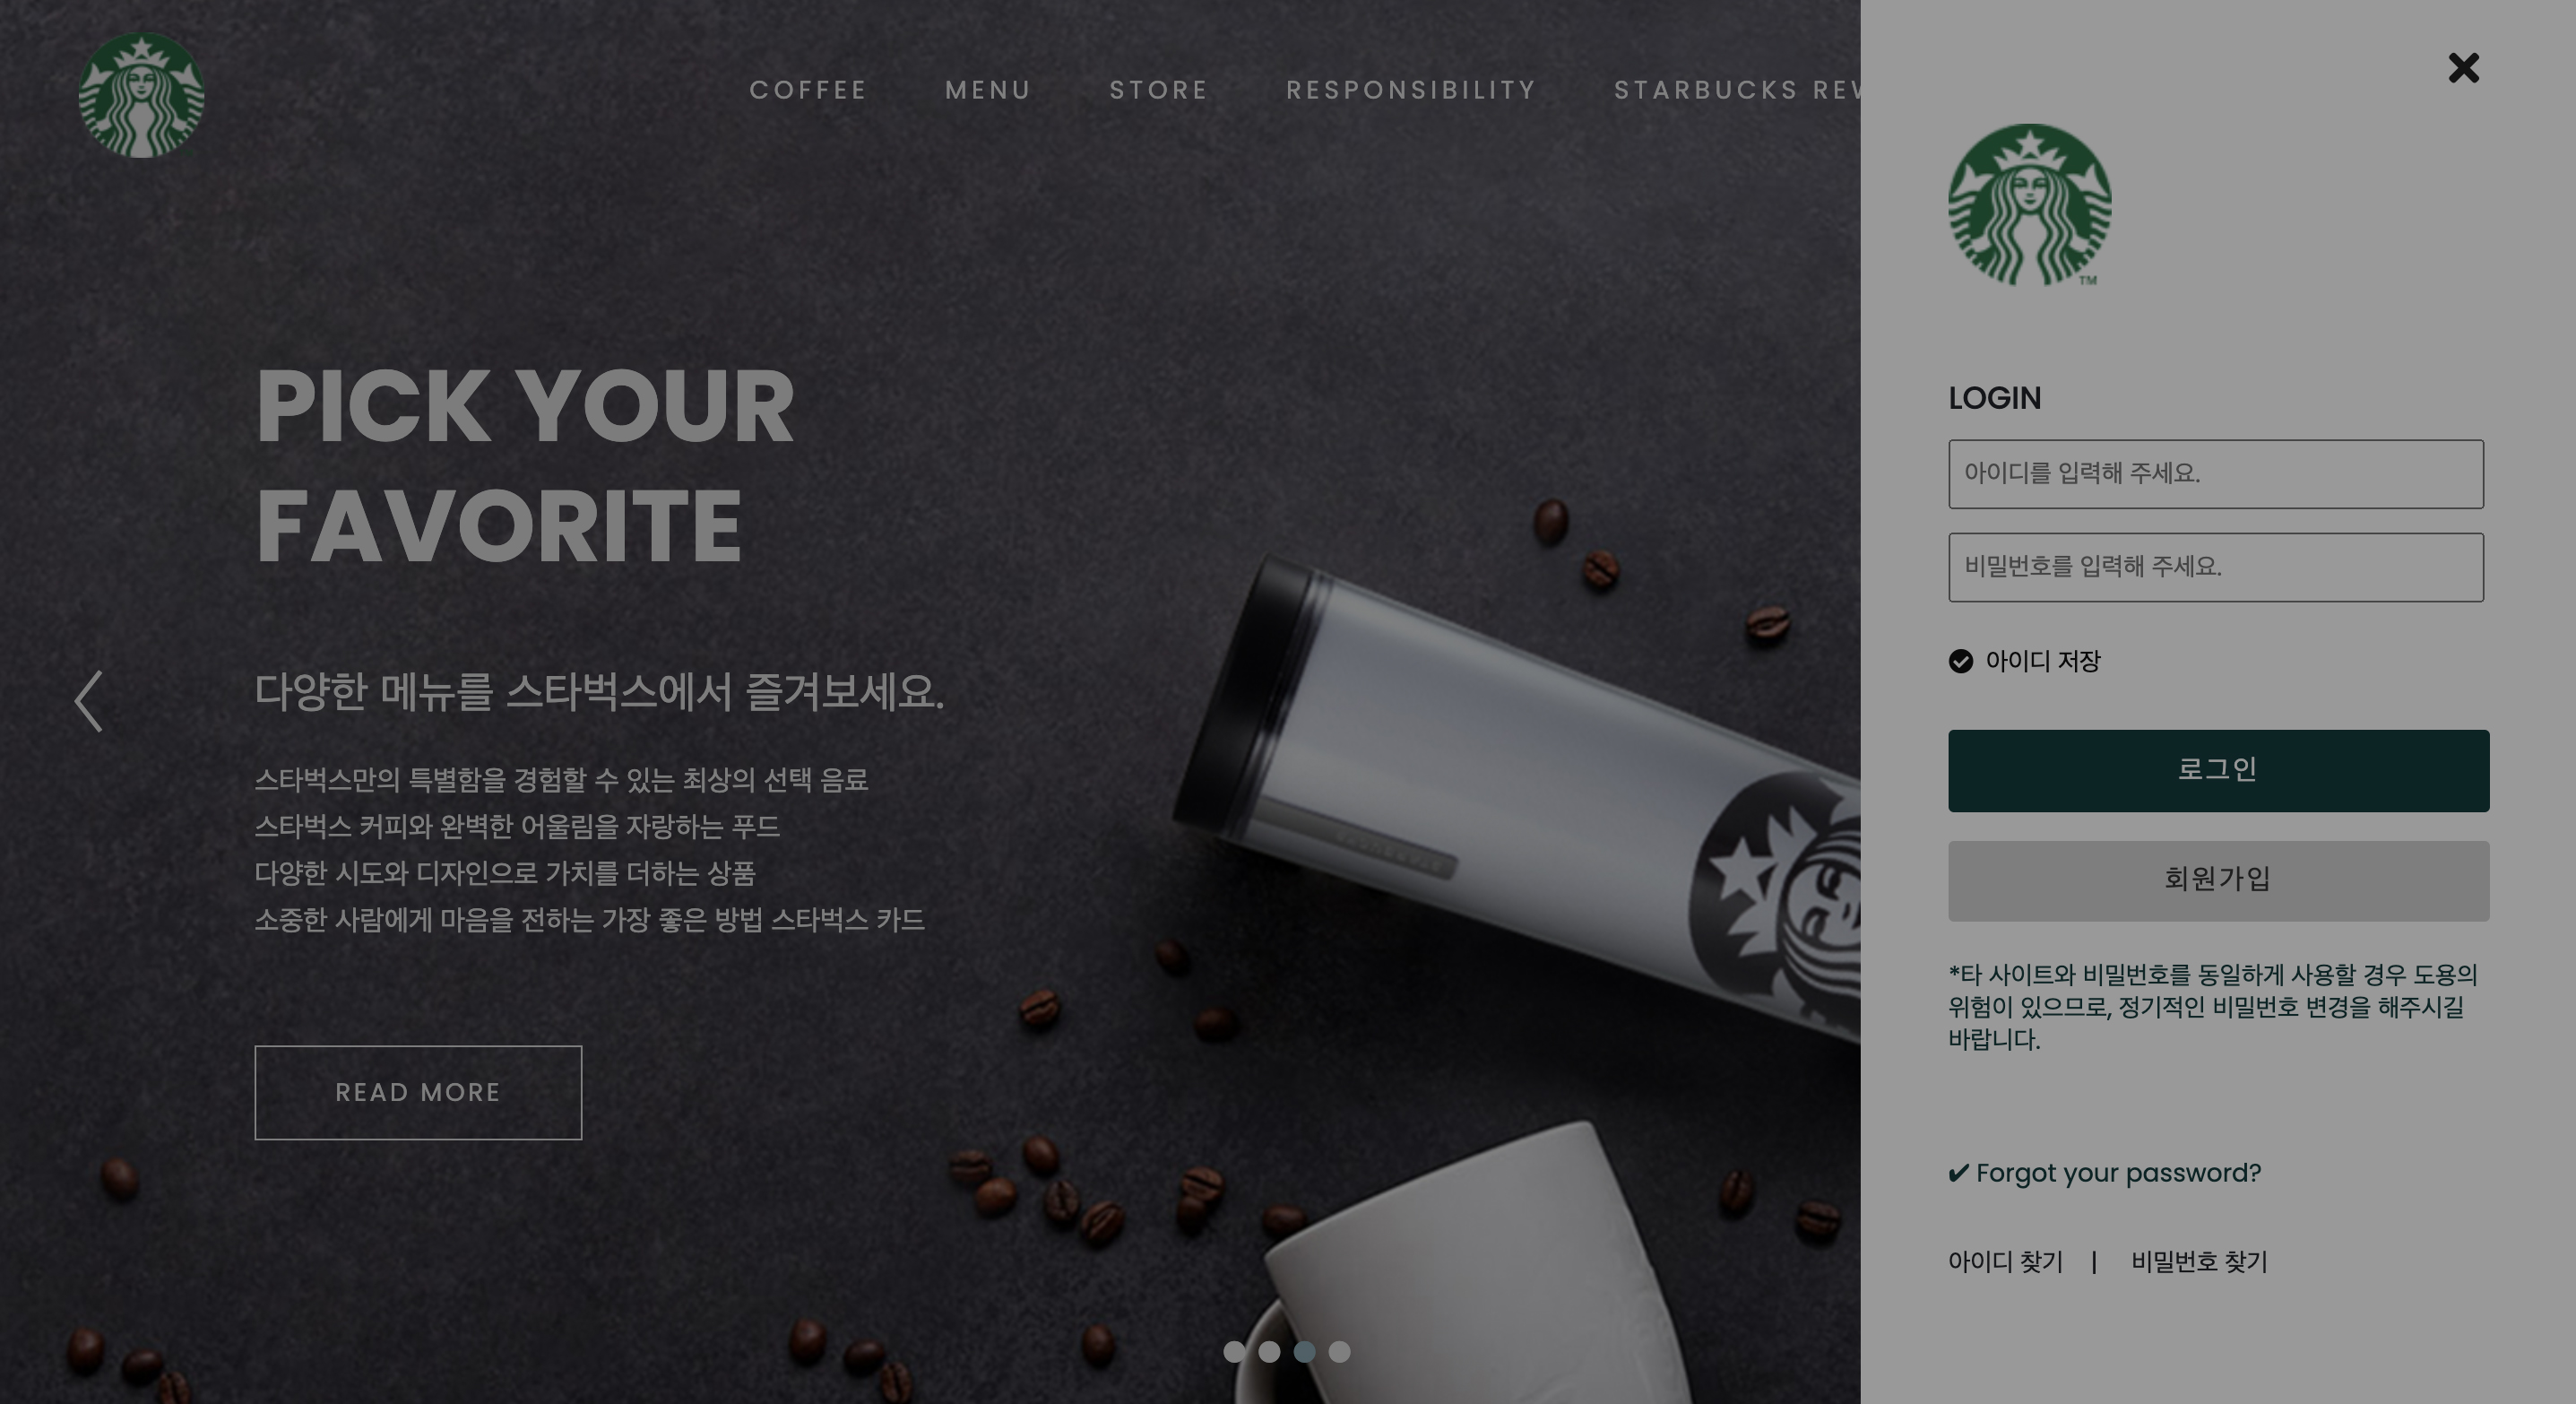 COFFEE MENU STORE RESPONSIBILITY STARBUCKS
PICK YOUR
FAVORITE
다양한 메뉴를 스타벅스에서 즐겨보세요.
스타벅스만의 특별함을 경험할 수 있는 최상의 선택 음료
스타벅스 커피와 완벽한 어울림을 자랑하는 푸드
다양한 시도와 디자인으로 가치를 더하는 상품
소중한 사람에게 마음을 전하는 가장 좋은 방법 스타벅스 카드
READ MORE
TM
LOGIN
아이디를 입력해 주세요.
비밀번호를 입력해 주세요.
아이디 저장
로그인
회원가입
*타 사이트와 비밀번호를 동일하게 사용할 경우 도용의
위험이 있으므로, 정기적인 비밀번호 변경을 해주시길
바랍니다.
✔ Forgot your password?
아이디 찾기 | 비밀번호 찾기